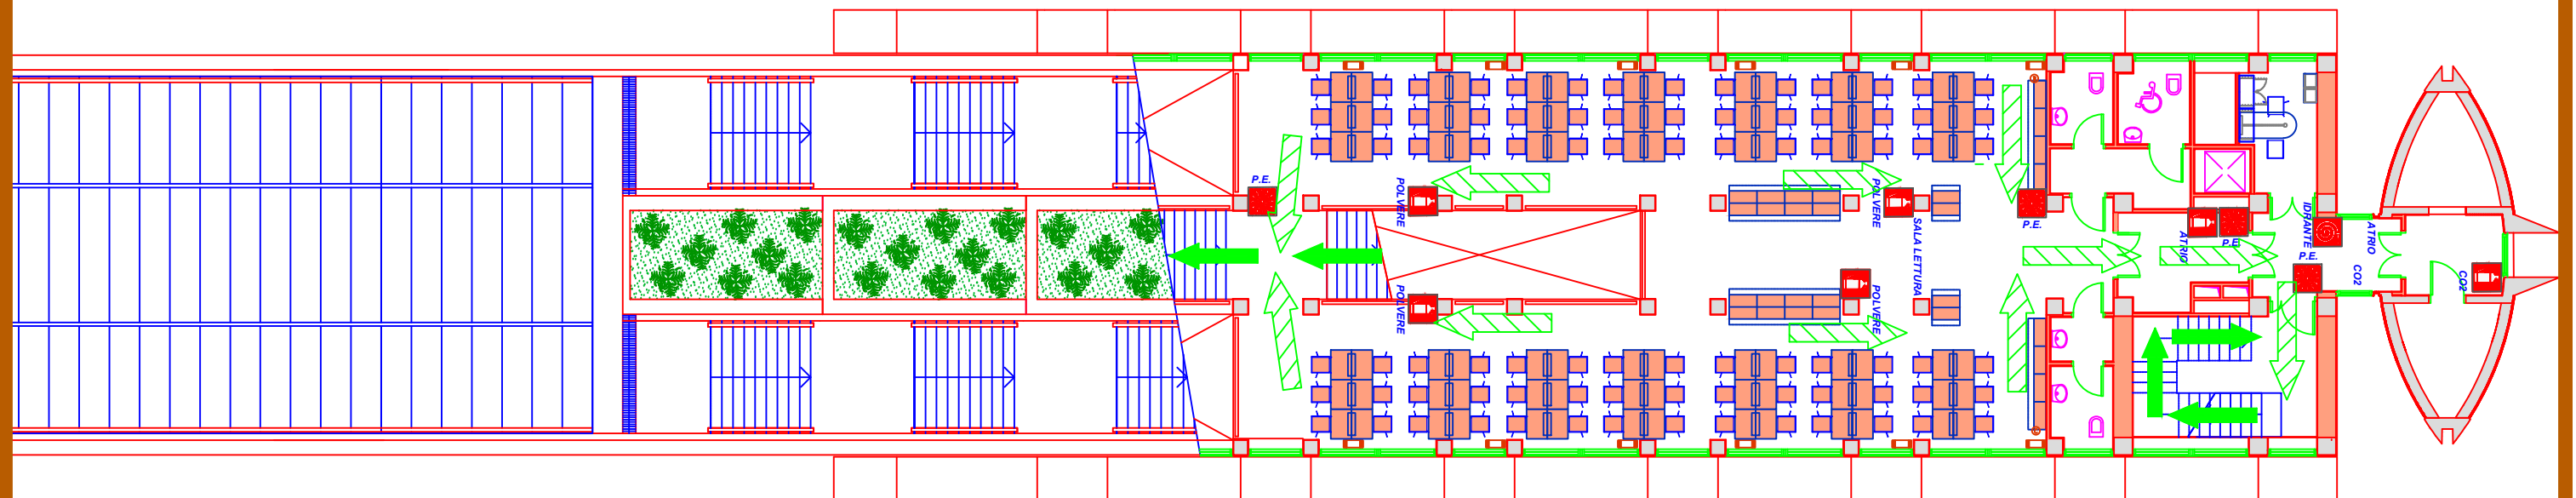 P.E.
POLVERE
POLVERE
POLVERE
SALA LETTURA
POLVERE
P.E.
ATRIO
P.E.
IDRANTE
P.E.
ATRIO
CO2
CO2